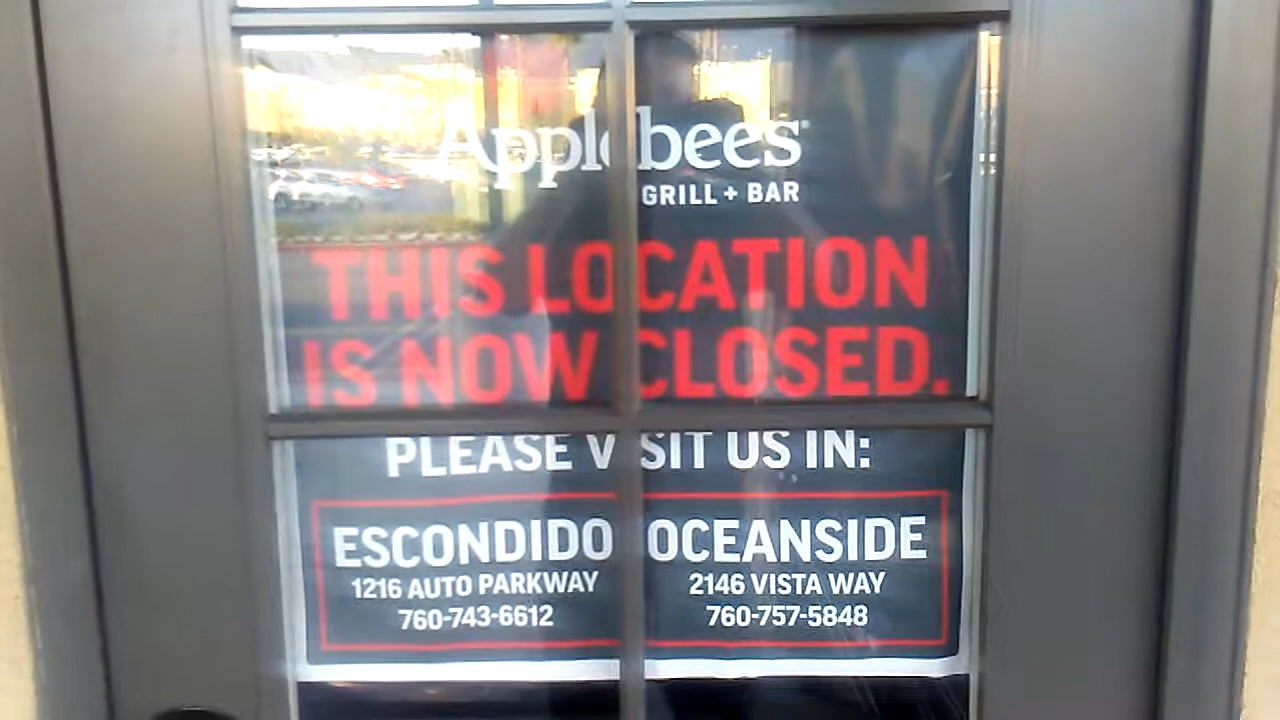 Applebees
GRILL + BAR
THIS LOCATION
IS NOW CLOSED.
PLEASE VISIT US IN:
ESCONDIDO
1216 AUTO PARKWAY
760-743-6612
OCEANSIDE
2146 VISTA WAY
760-757-5848